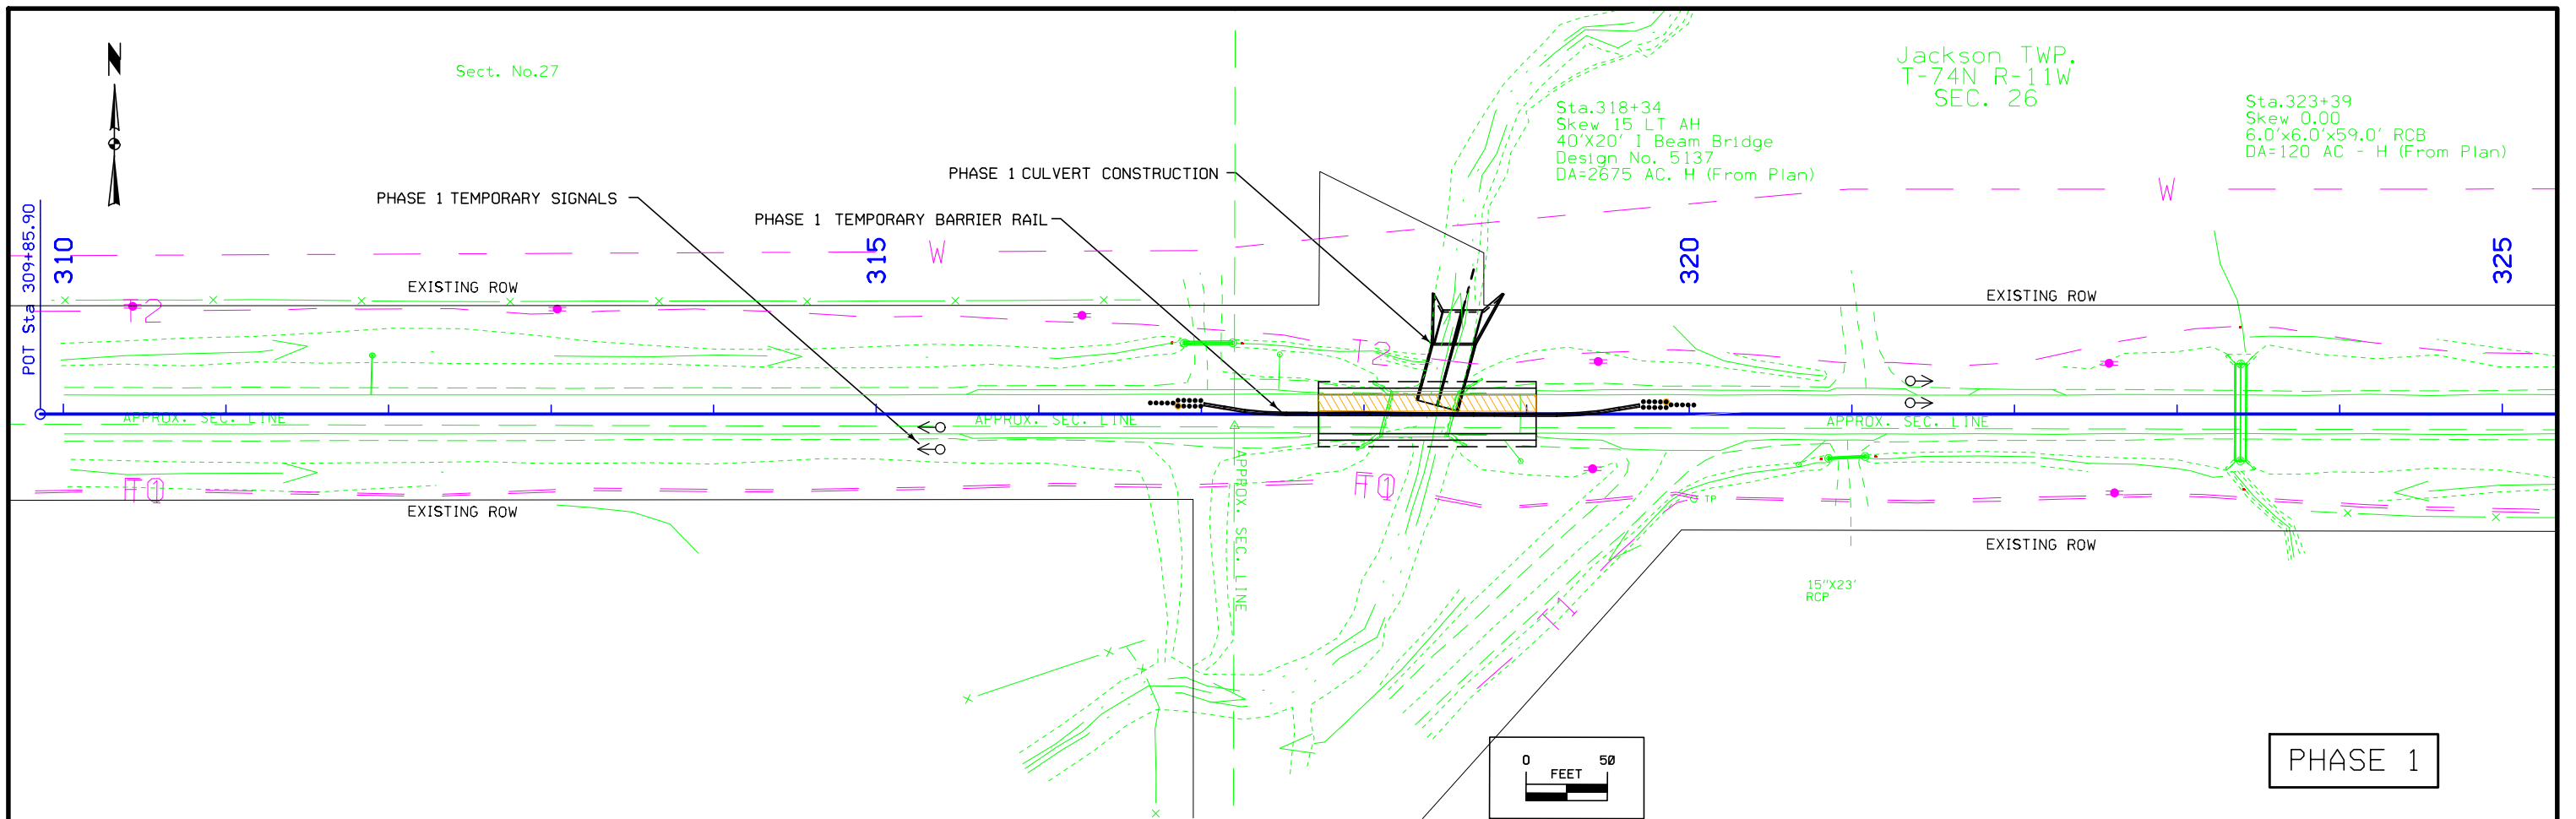 N
Sect. No.27
Jackson TWP.
T-74N R-11W
SEC. 26
Sta.318+34
Skew 15 LT AH
40'X20' I Beam Bridge
Design No. 5137
DA=2675 AC. H (From Plan)
Sta.323+39
Skew 0.00
6.0'x6.0'x59.0' RCB
DA=120 AC - H (From Plan)
PHASE 1 CULVERT CONSTRUCTION
PHASE 1 TEMPORARY SIGNALS
PHASE 1 TEMPORARY BARRIER RAIL
W
W
POT Sta 309+85.90
310
315
320
325
EXISTING ROW
EXISTING ROW
T2
T2
APPROX. SEC. LINE
APPROX. SEC. LINE
APPROX. SEC. LINE
APPROX. SEC. LINE
EXISTING ROW
TP
EXISTING ROW
T1
15"X23'
RCP
0 50
FEET
PHASE 1